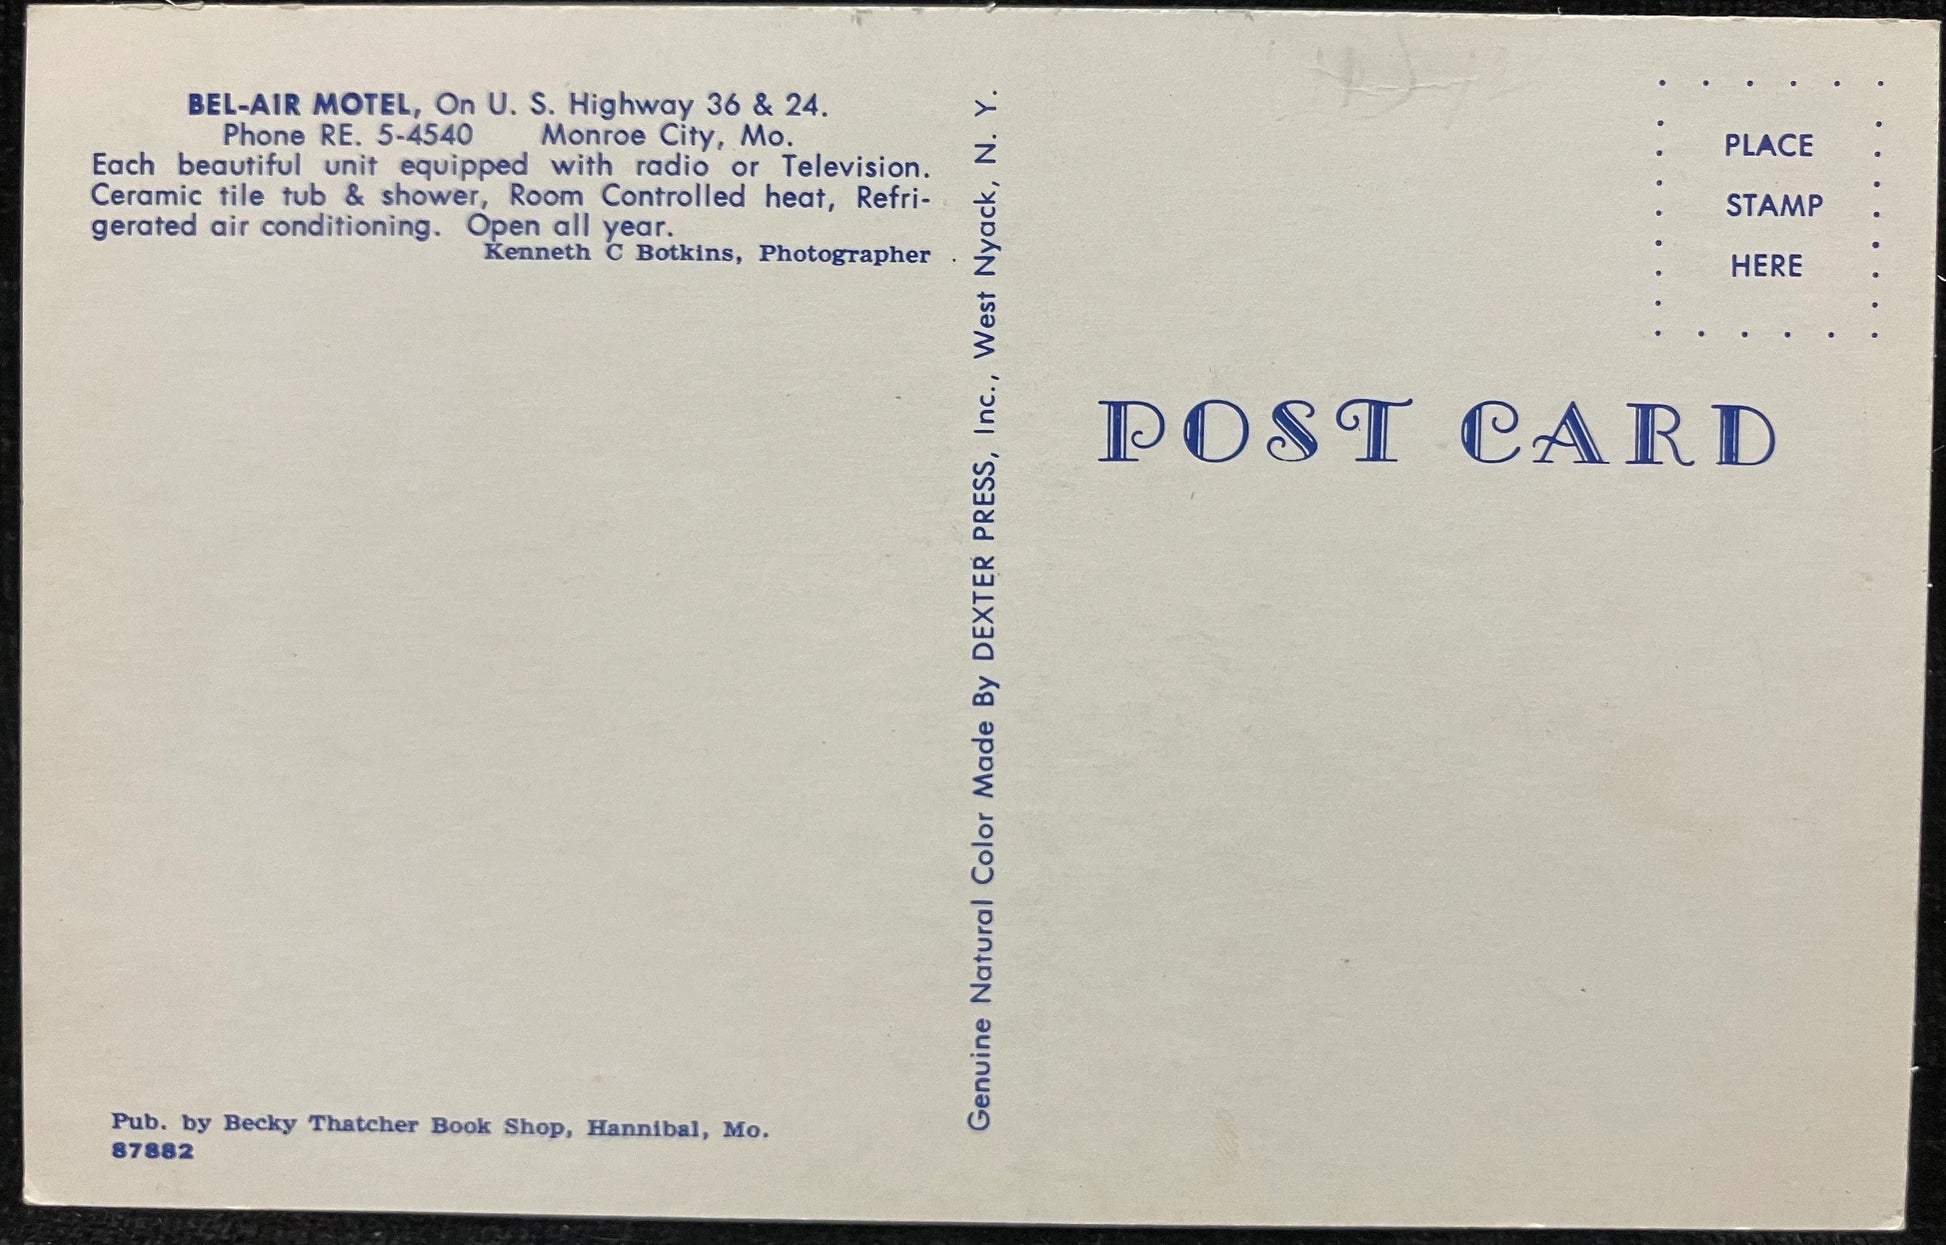 BEL-AIR MOTEL, On U. S. Highway 36 & 24.
Phone RE. 5-4540 Monroe City, Mo.
Each beautiful unit equipped with radio or Television.
Ceramic tile tub & shower, Room Controlled heat, Refri-
gerated air conditioning. Open all year.
Kenneth C Botkins, Photographer
Pub. by Becky Thatcher Book Shop, Hannibal, Mo.
87882
Genuine Natural Color Made By DEXTER PRESS, Inc., West Nyack, N. Y.
PLACE
STAMP
HERE
POST CARD